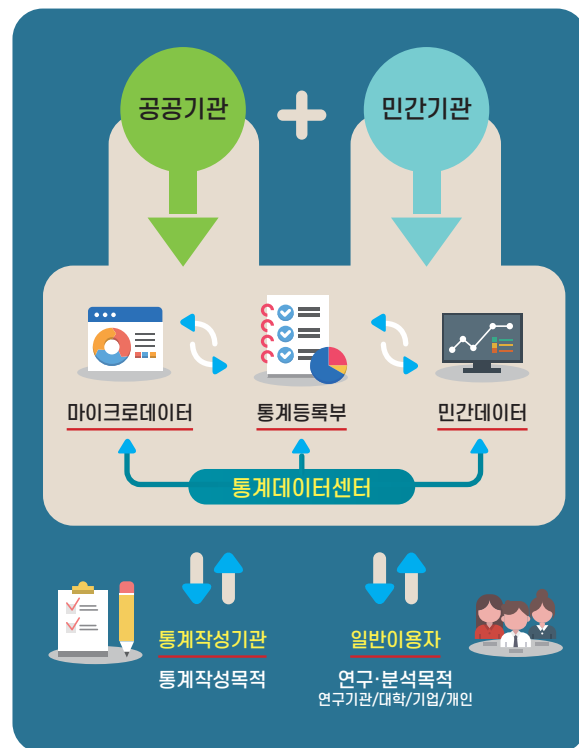 공공기관
민간기관
마이크로데이터
통계등록부
민간데이터
통계데이터센터
통계작성기관
통계작성목적
일반이용자
연구·분석목적
연구기관/대학/기업/개인